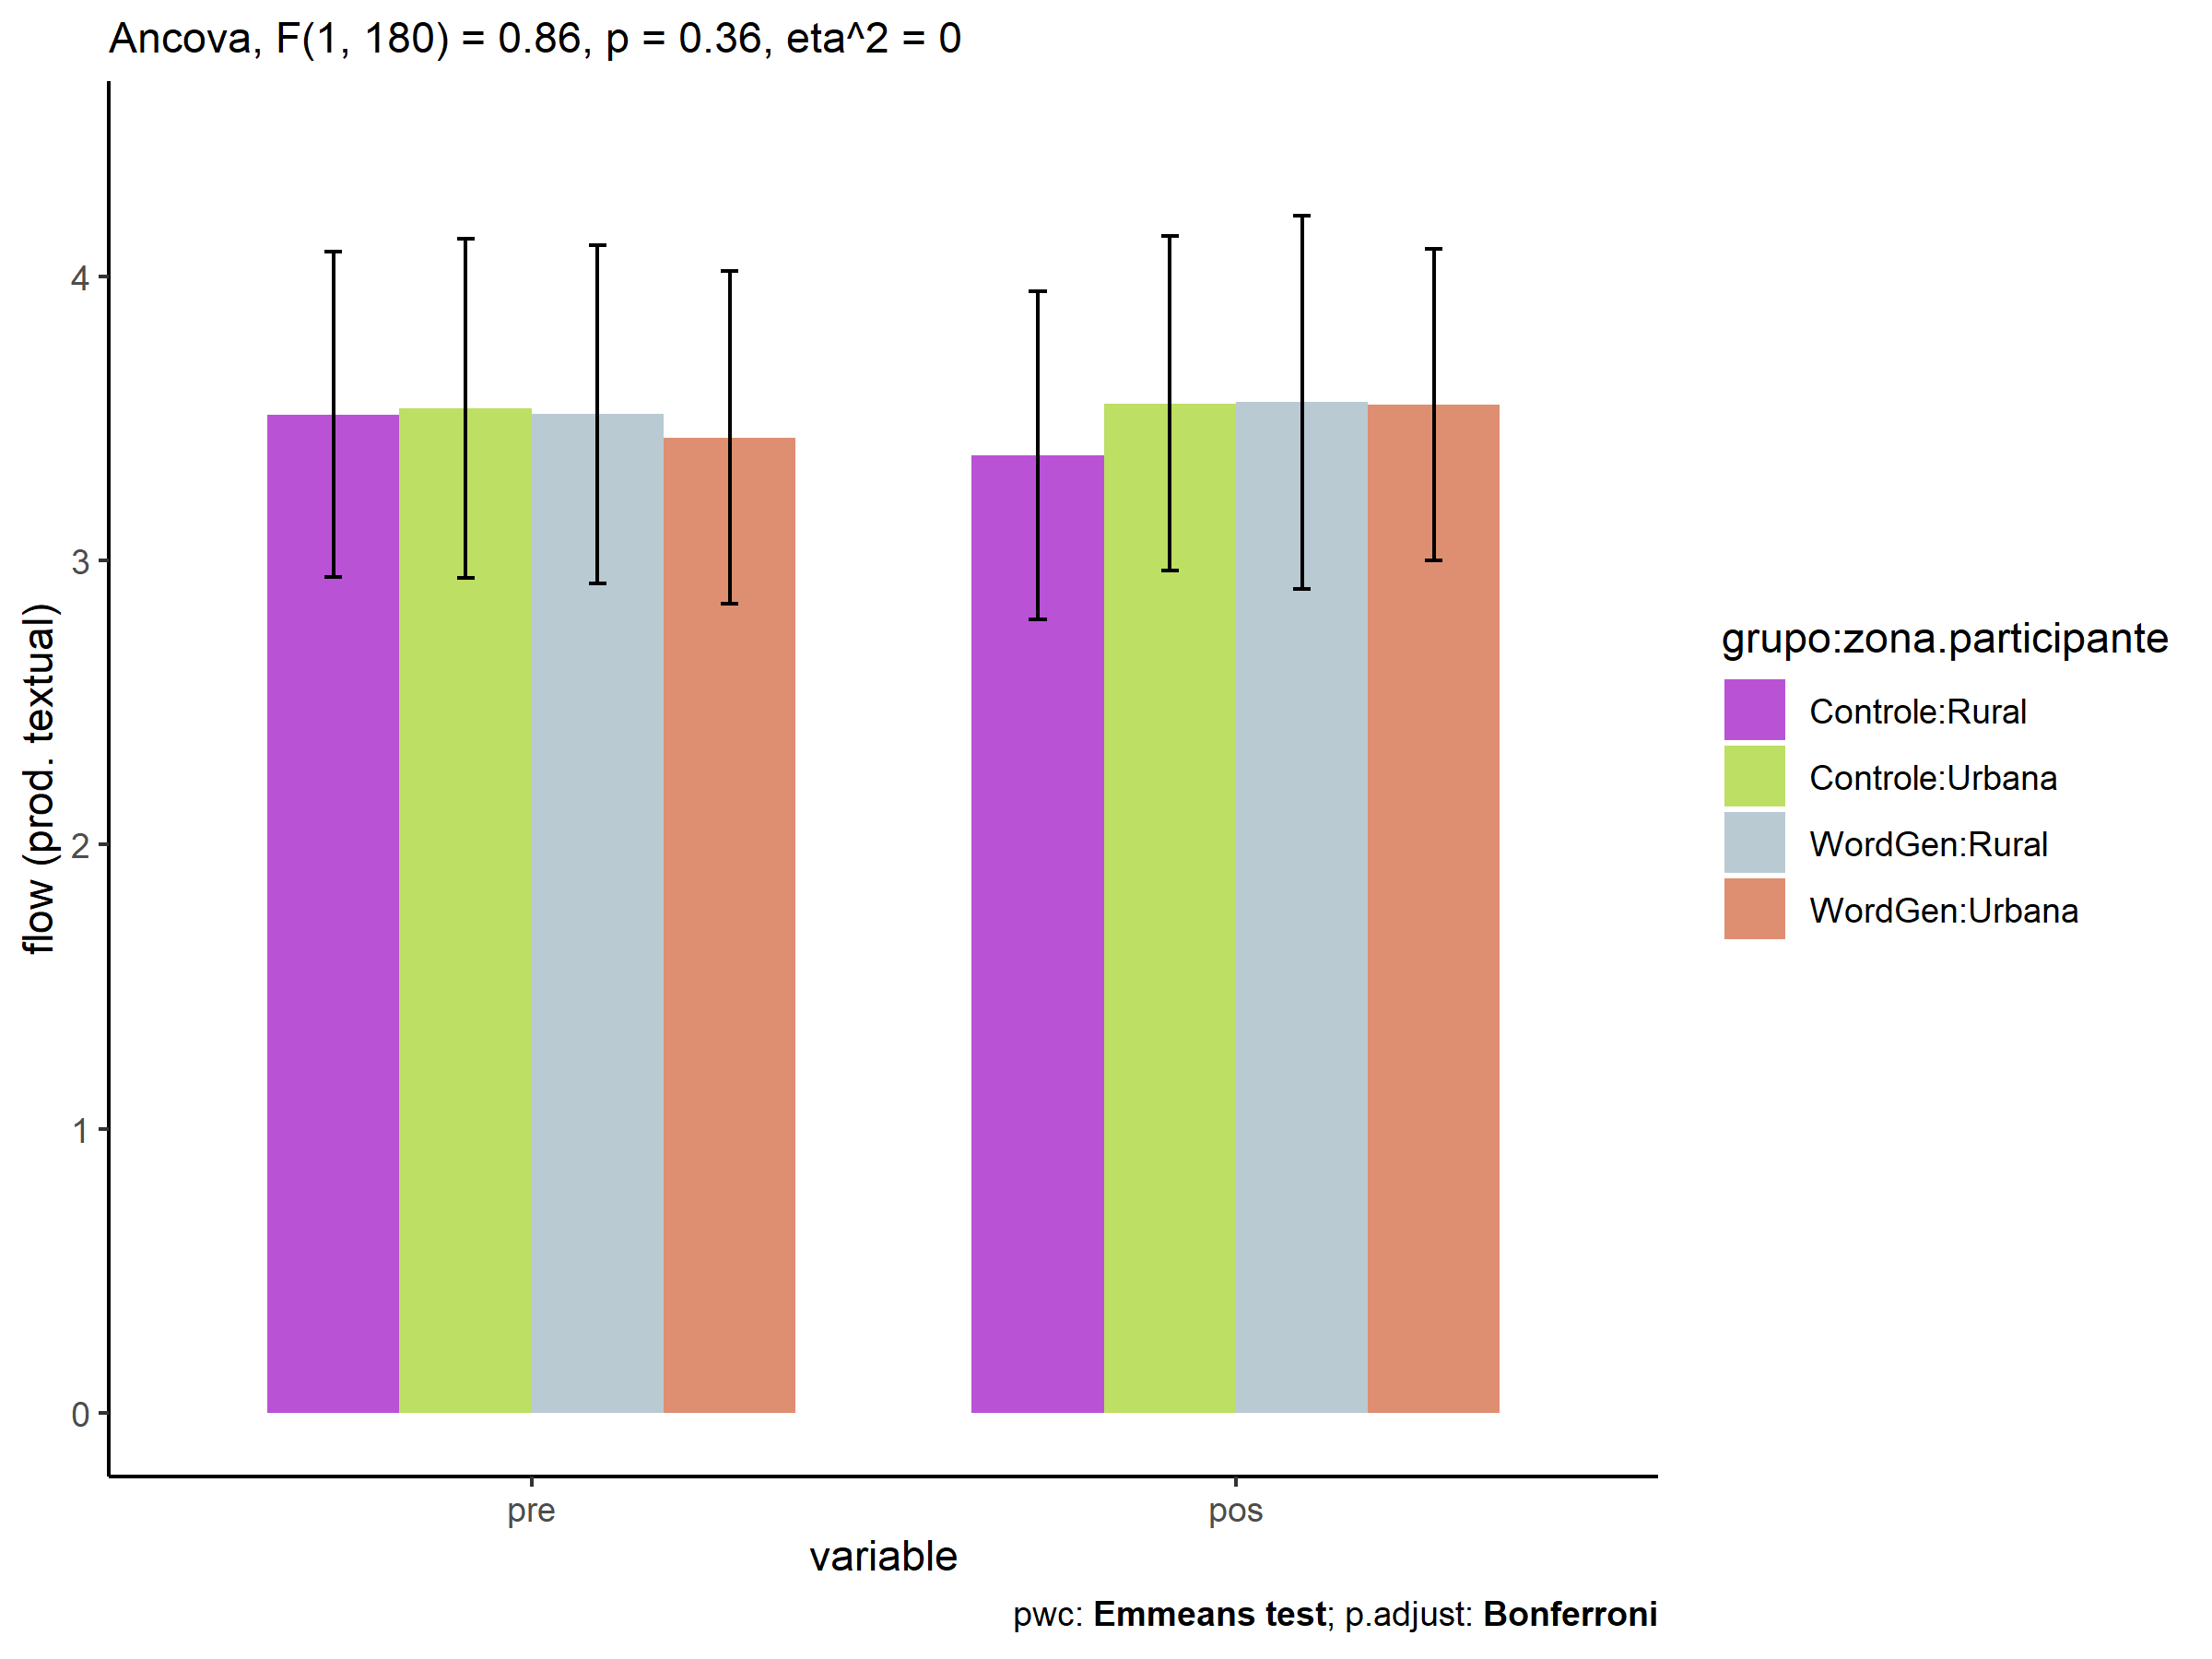 Ancova, F(1, 180) = 0.86, p = 0.36, eta^2 = 0
flow (prod. textual)
4
3
2
1
0
pre
pos
variable
grupo:zona.participante
Controle:Rural
Controle:Urbana
WordGen:Rural
WordGen:Urbana
pwc: Emmeans test; p.adjust: Bonferroni